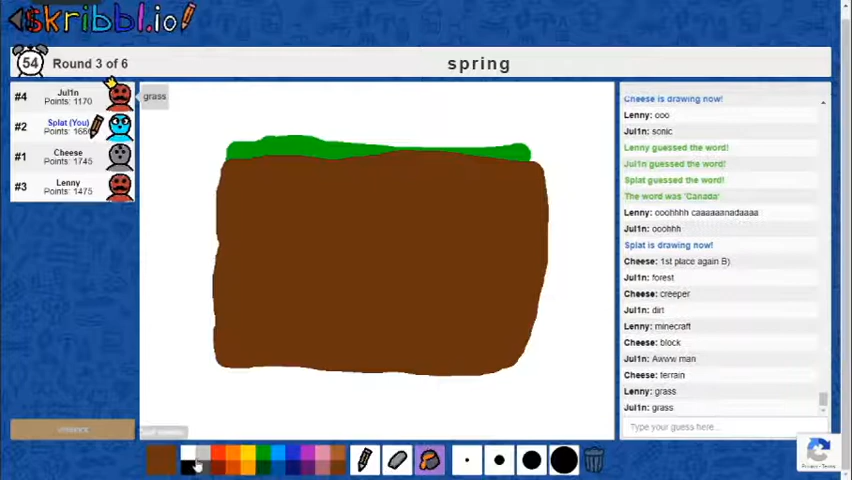 skribbl.io
54 Round 3 of 6 spring
#4 Jul1n
Points: 1170
grass
#2 Splat (You)
#1 Cheese
Points: 1745
#3 Lenny
Points: 1475
Cheese is drawing now!
Lenny: ooo
Jul1n: sonic
Lenny guessed the word!
Jul1n guessed the word!
Splat guessed the word!
The word was 'Canada'
Lenny: ooohhhh caaaaaanadaaaa
Jul1n: ooohhh
Splat is drawing now!
Cheese: 1st place again B)
Jul1n: forest
Cheese: creeper
Jul1n: dirt
Lenny: minecraft
Cheese: block
Jul1n: Awww man
Cheese: terrain
Lenny: grass
Jul1n: grass
Type your guess here...
Privacy - Terms